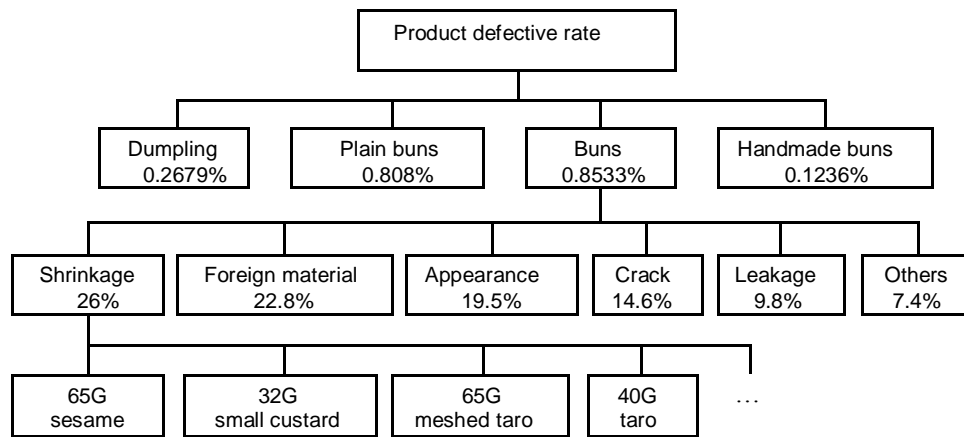 Product defective rate
Dumpling
0.2679%
Plain buns
0.808%
Buns
0.8533%
Handmade buns
0.1236%
Shrinkage
26%
Foreign material
22.8%
Appearance
19.5%
Crack
14.6%
Leakage
9.8%
Others
7.4%
65G
sesame
32G
small custard
65G
meshed taro
40G
taro
…